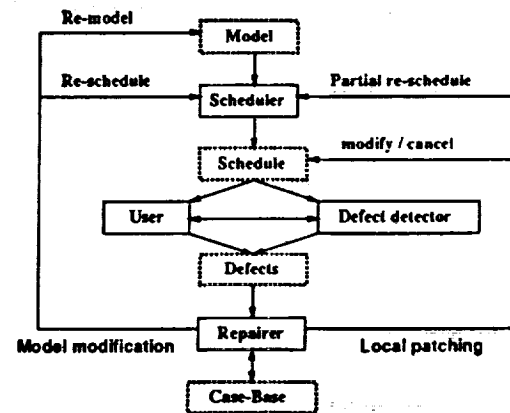 Re-model
Model
Re-schedule
Scheduler
Partial re-schedule
modify / cancel
Schedule
User
Defect detector
Defects
Repairer
Model modification
Local patching
Case-Base